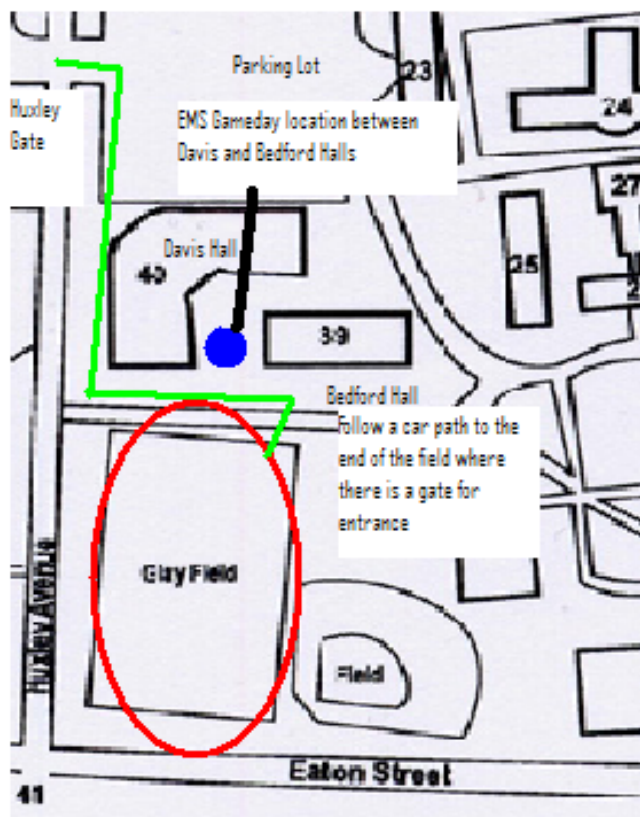 Parking Lot
23
24
Huxley
Gate
EMS Gameday location between
Davis and Bedford Halls
27
Davis Hall
40
25
39
Bedford Hall
Follow a car path to the
end of the field where
there is a gate for
entrance
Glay Field
Huxley Avenue
Field
Eaton Street
41